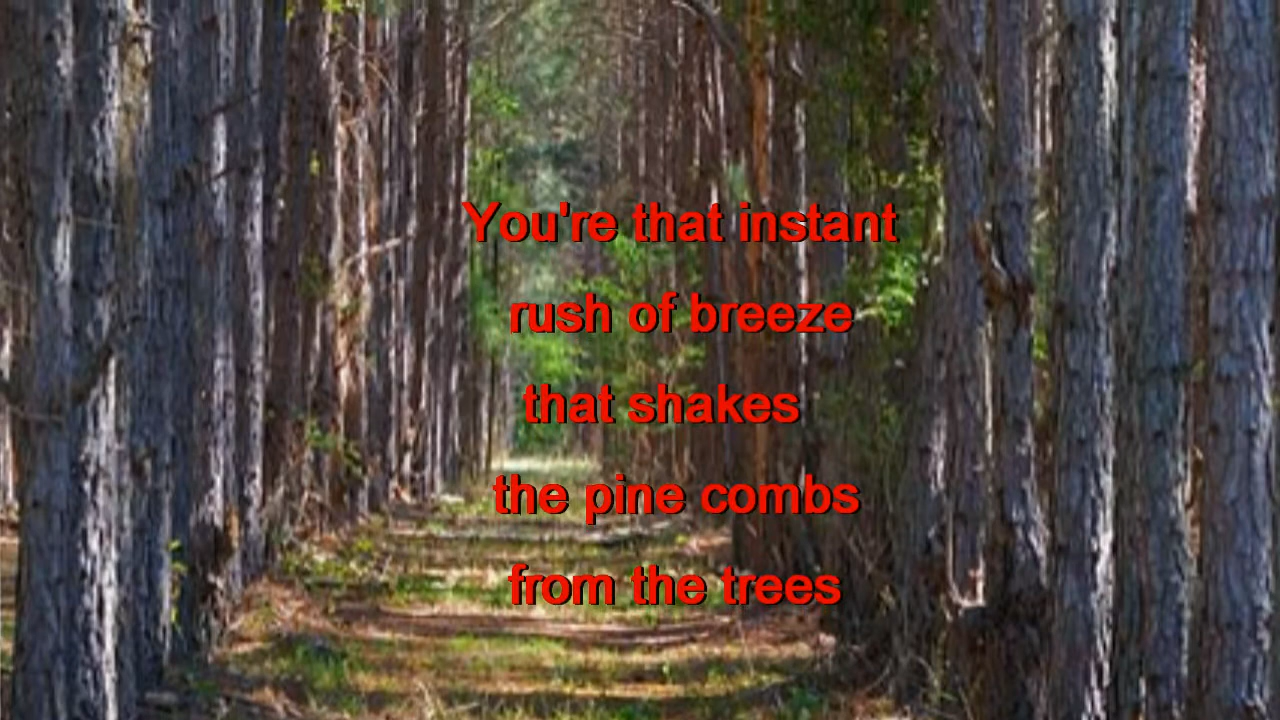 You're that instant
rush of breeze
that shakes
the pine combs
from the trees